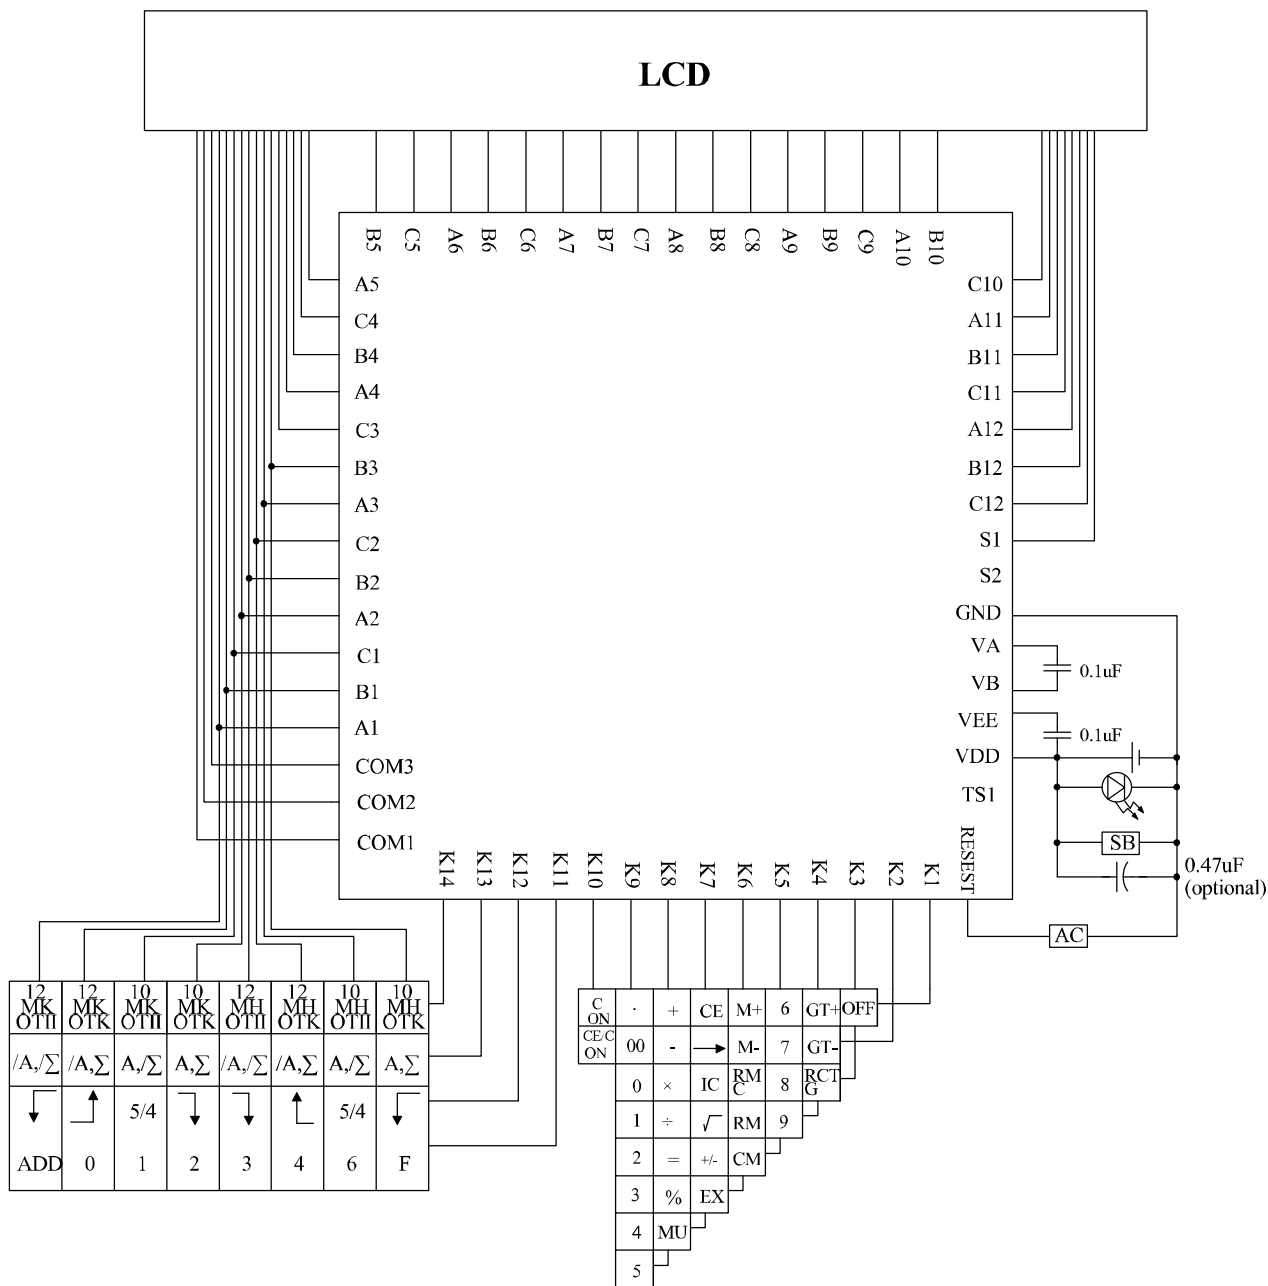 LCD
B5 C5 A6 B6 C6 A7 B7 C7 A8 B8 C8 A9 B9 C9 A10 B10
A5
C4
B4
A4
C3
B3
A3
C2
B2
A2
C1
B1
A1
COM3
COM2
COM1
C10
A11
B11
C11
A12
B12
C12
S1
S2
GND
VA
VB
VEE
VDD
TS1
RESEST
0.1uF
0.1uF
SB
0.47uF
(optional)
AC
K14 K13 K12 K11 K10 K9 K8 K7 K6 K5 K4 K3 K2 K1
12 12 10 10 12 12 10 10
MK MK MK MK MH MH MH MH
OTII OTK OTII OTK OTII OTK OTII OTK
/A,/Σ /A,Σ A,/Σ A,Σ /A,/Σ /A,Σ A,/Σ A,Σ
5/4 5/4
ADD 0 1 2 3 4 6 F
C ON · + CE M+ 6 GT+ OFF
CE/C ON 00 - → M- 7 GT-
0 × IC RM C 8 RCT G
1 ÷ √ RM 9
2 = +/- CM
3 % EX
4 MU
5